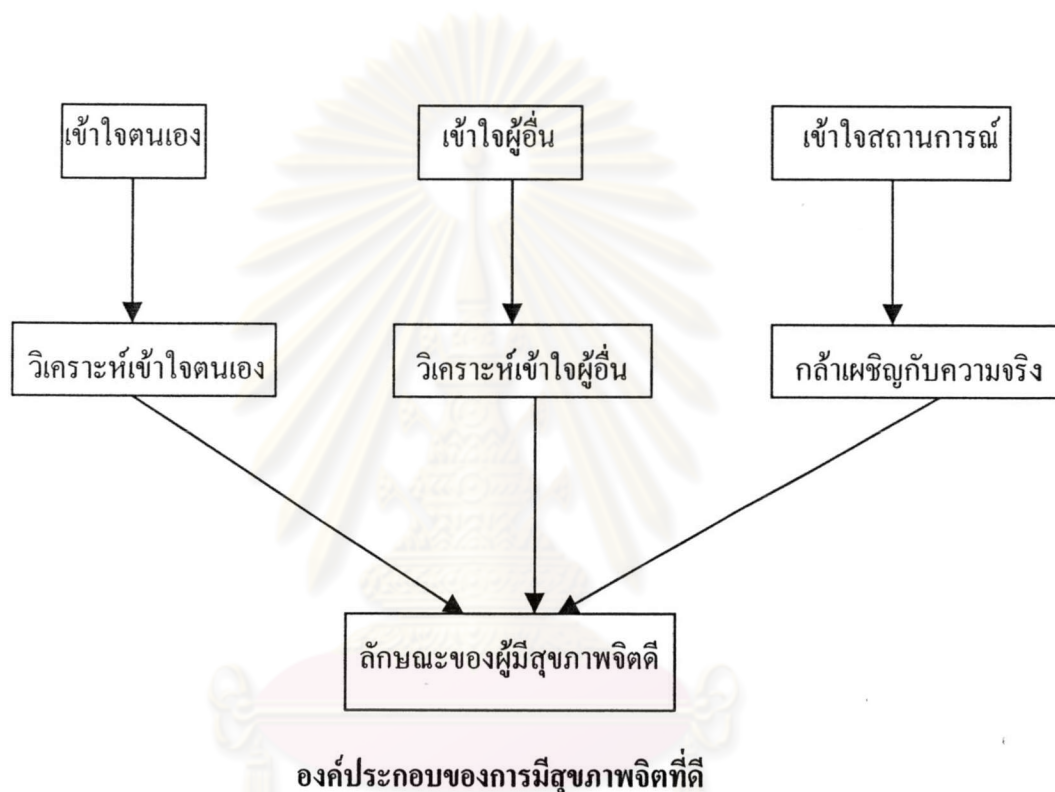 เข้าใจตนเอง
เข้าใจผู้อื่น
เข้าใจสถานการณ์
วิเคราะห์เข้าใจตนเอง
วิเคราะห์เข้าใจผู้อื่น
กล้าเผชิญกับความจริง
ลักษณะของผู้มีสุขภาพจิตดี
องค์ประกอบของการมีสุขภาพจิตที่ดี